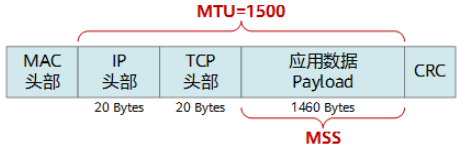 MTU=1500
MAC
头部
IP
头部
TCP
头部
应用数据
Payload
CRC
20 Bytes
20 Bytes
1460 Bytes
MSS